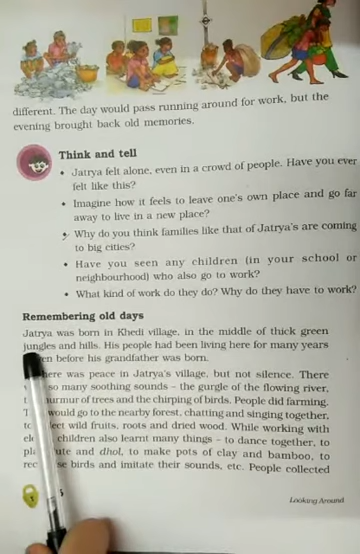 different. The day would pass running around for work, but the
evening brought back old memories.
Think and tell
• Jatrya felt alone, even in a crowd of people. Have you ever
felt like this?
• Imagine how it feels to leave one's own place and go far
away to live in a new place?
• Why do you think families like that of Jatrya's are coming
to big cities?
• Have you seen any children (in your school or
neighbourhood) who also go to work?
• What kind of work do they do? Why do they have to work?
Remembering old days
Jatrya was born in Khedi village, in the middle of thick green
jungles and hills. His people had been living here for many years
before his grandfather was born.
here was peace in Jatrya's village, but not silence. There
so many soothing sounds – the gurgle of the flowing river,
urmur of trees and the chirping of birds. People did farming.
would go to the nearby forest, chatting and singing together,
lect wild fruits, roots and dried wood. While working with
children also learnt many things – to dance together, to
ute and dhol, to make pots of clay and bamboo, to
se birds and imitate their sounds, etc. People collected
Looking Around